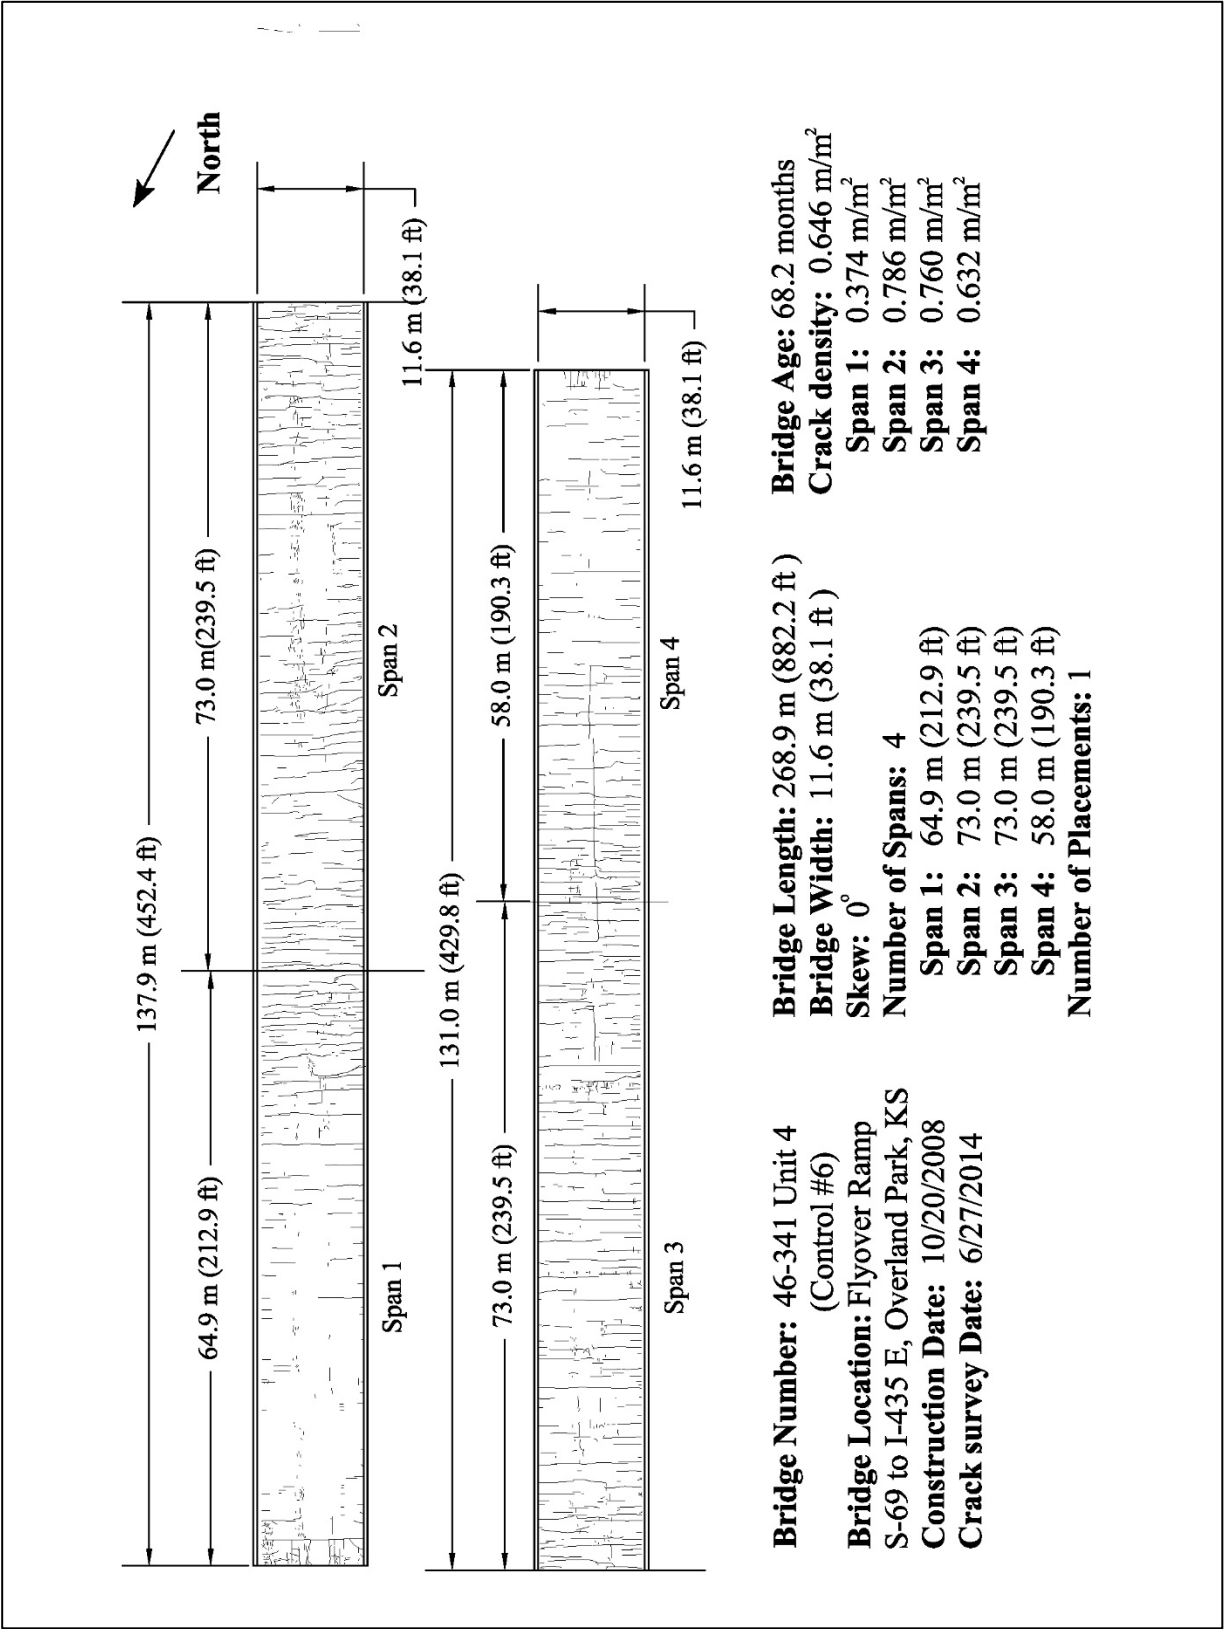 North
137.9 m (452.4 ft)
64.9 m (212.9 ft)
73.0 m(239.5 ft)
11.6 m (38.1 ft)
Span 1
Span 2
131.0 m (429.8 ft)
73.0 m (239.5 ft)
58.0 m (190.3 ft)
11.6 m (38.1 ft)
Span 3
Span 4
Bridge Number: 46-341 Unit 4
(Control #6)
Bridge Location: Flyover Ramp
S-69 to I-435 E, Overland Park, KS
Construction Date: 10/20/2008
Crack survey Date: 6/27/2014
Bridge Length: 268.9 m (882.2 ft )
Bridge Width: 11.6 m (38.1 ft )
Skew: 0°
Number of Spans: 4
Span 1: 64.9 m (212.9 ft)
Span 2: 73.0 m (239.5 ft)
Span 3: 73.0 m (239.5 ft)
Span 4: 58.0 m (190.3 ft)
Number of Placements: 1
Bridge Age: 68.2 months
Crack density: 0.646 m/m²
Span 1: 0.374 m/m²
Span 2: 0.786 m/m²
Span 3: 0.760 m/m²
Span 4: 0.632 m/m²